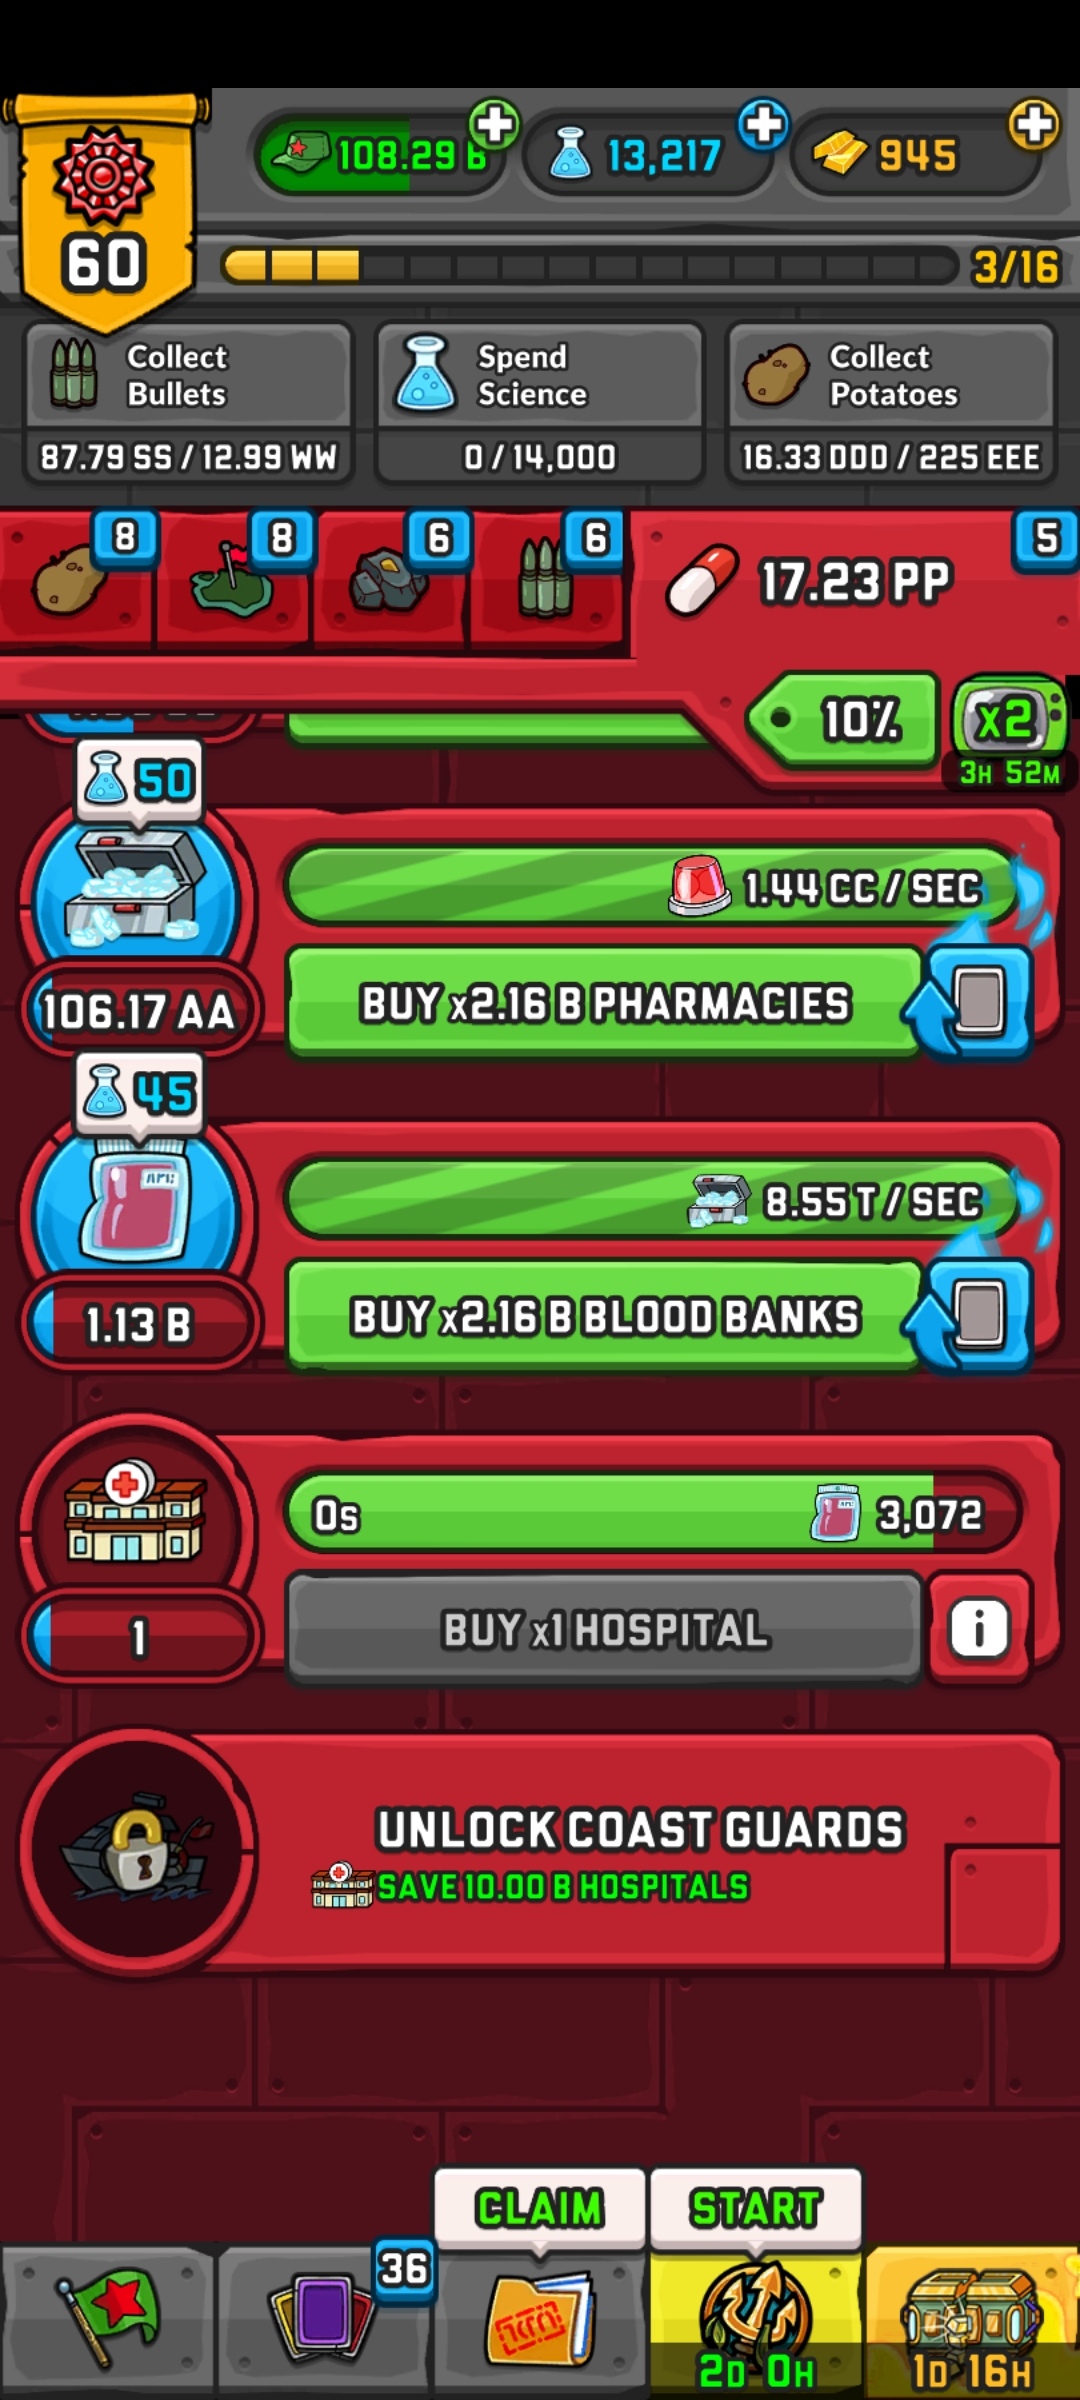 108.29 B
13,217
945
60
3/16
Collect
Bullets
Spend
Science
Collect
Potatoes
87.79 SS / 12.99 WW
0 / 14,000
16.33 DDD / 225 EEE
8
8
6
6
5
17.23 PP
10%
x2
3H 52M
50
1.44 CC / SEC
106.17 AA
BUY x2.16 B PHARMACIES
45
8.55 T / SEC
1.13 B
BUY x2.16 B BLOOD BANKS
0s
3,072
1
BUY x1 HOSPITAL
i
UNLOCK COAST GUARDS
SAVE 10.00 B HOSPITALS
CLAIM
START
36
2D 0H
1D 16H